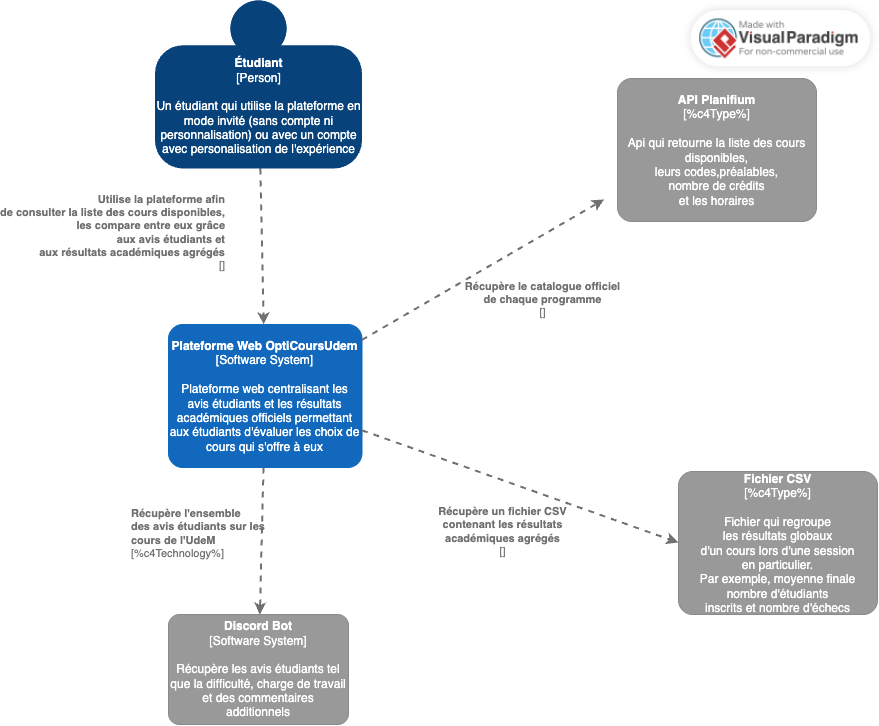 Made with
Visual Paradigm
For non-commercial use
Étudiant
[Person]
Un étudiant qui utilise la plateforme en
mode invité (sans compte ni
personnalisation) ou avec un compte
avec personalisation de l'expérience
API Planifium
[%c4Type%]
Api qui retourne la liste des cours
disponibles,
leurs codes,préalables,
nombre de crédits
et les horaires
Utilise la plateforme afin
de consulter la liste des cours disponibles,
les compare entre eux grâce
aux avis étudiants et
aux résultats académiques agrégés
[]
Récupère le catalogue officiel
de chaque programme
[]
Plateforme Web OptiCoursUdem
[Software System]
Plateforme web centralisant les
avis étudiants et les résultats
académiques officiels permettant
aux étudiants d'évaluer les choix de
cours qui s'offre à eux
Récupère l'ensemble
des avis étudiants sur les
cours de l'UdeM
[%c4Technology%]
Récupère un fichier CSV
contenant les résultats
académiques agrégés
[]
Fichier CSV
[%c4Type%]
Fichier qui regroupe
les résultats globaux
d'un cours lors d'une session
en particulier.
Par exemple, moyenne finale
nombre d'étudiants
inscrits et nombre d'échecs
Discord Bot
[Software System]
Récupère les avis étudiants tel
que la difficulté, charge de travail
et des commentaires
additionnels